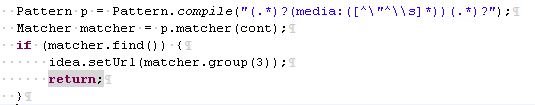 Pattern p = Pattern.compile("(.*)?(media:([^\"^\\s]*))(.*)?");¶
Matcher matcher = p.matcher(cont);¶
if (matcher.find()) {¶
idea.setUrl(matcher.group(3));¶
return;¶
}¶